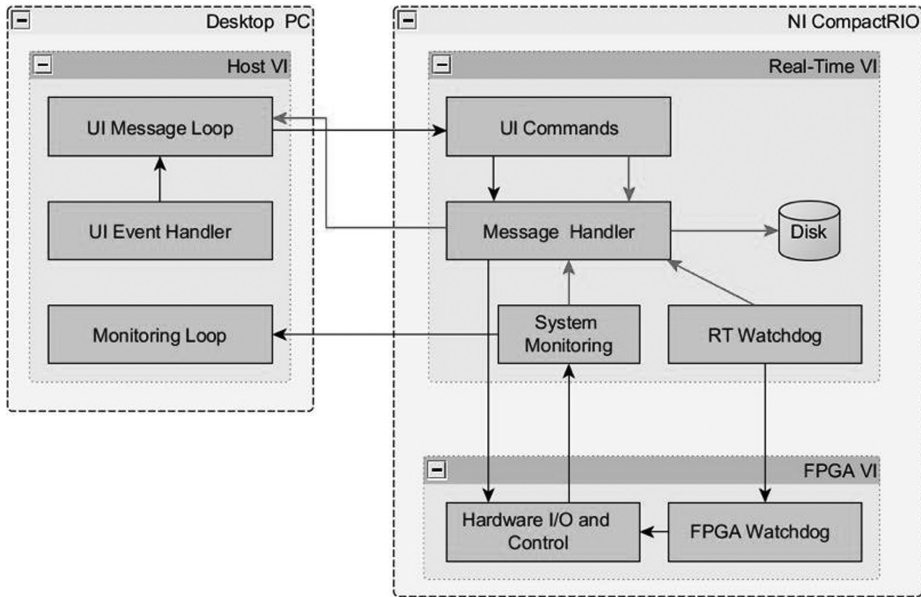 Desktop PC
Host VI
UI Message Loop
UI Event Handler
Monitoring Loop
NI CompactRIO
Real-Time VI
UI Commands
Message Handler
Disk
System
Monitoring
RT Watchdog
FPGA VI
Hardware I/O and
Control
FPGA Watchdog